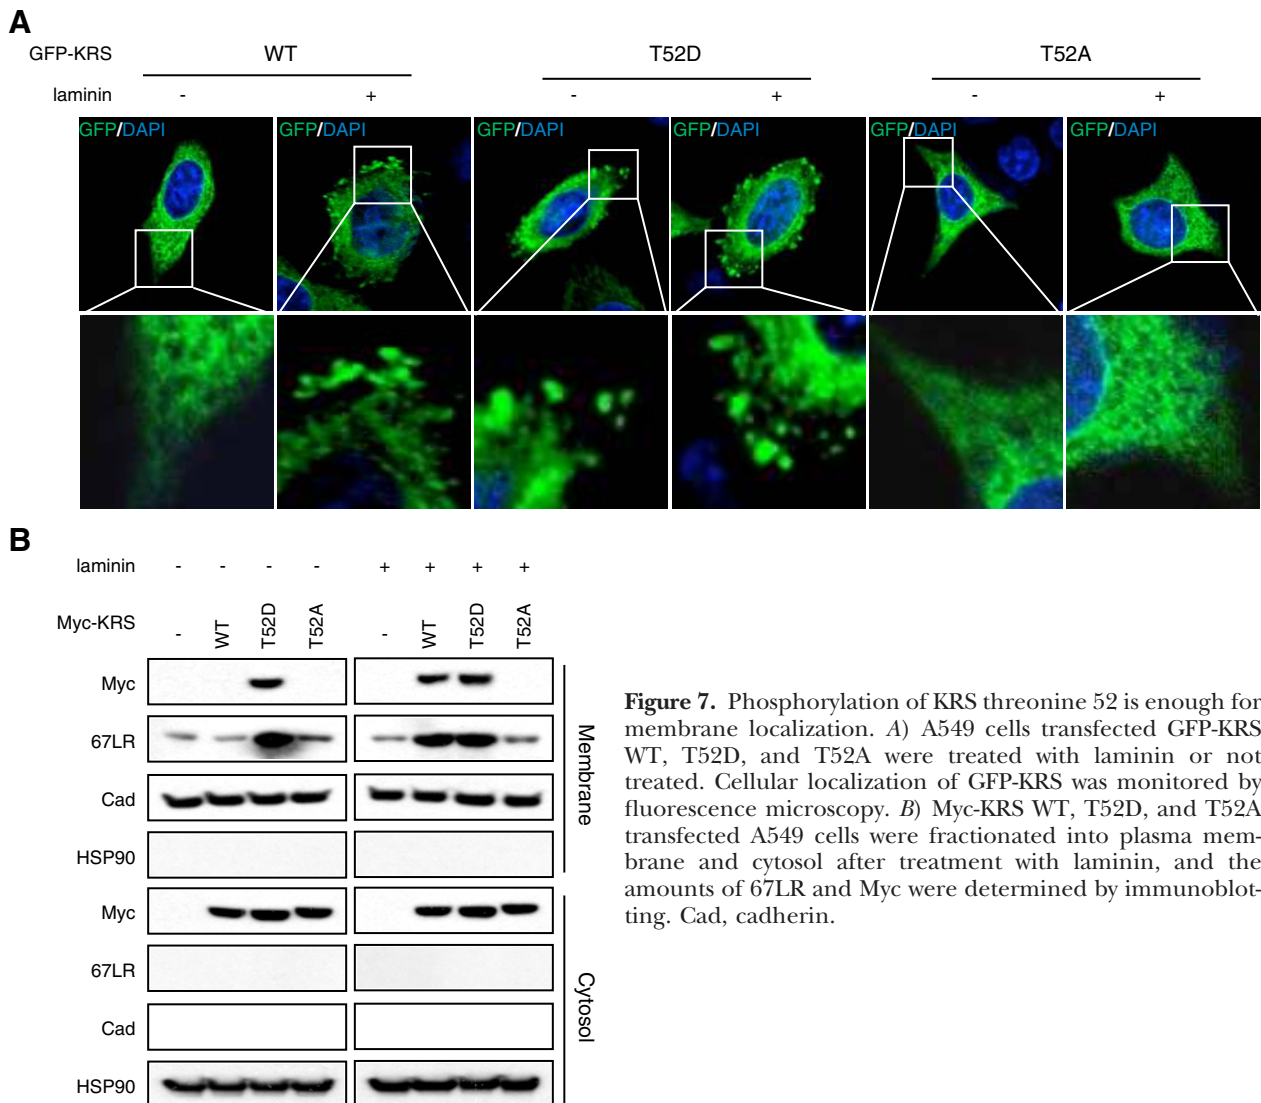 A
GFP-KRS WT T52D T52A
laminin - + - + - +
GFP/DAPI GFP/DAPI GFP/DAPI GFP/DAPI GFP/DAPI GFP/DAPI
B
laminin - - - - + + + +
Myc-KRS - WT T52D T52A - WT T52D T52A
Myc
67LR
Cad
HSP90
Membrane
Myc
67LR
Cad
HSP90
Cytosol
Figure 7. Phosphorylation of KRS threonine 52 is enough for
membrane localization. A) A549 cells transfected GFP-KRS
WT, T52D, and T52A were treated with laminin or not
treated. Cellular localization of GFP-KRS was monitored by
fluorescence microscopy. B) Myc-KRS WT, T52D, and T52A
transfected A549 cells were fractionated into plasma mem-
brane and cytosol after treatment with laminin, and the
amounts of 67LR and Myc were determined by immunoblot-
ting. Cad, cadherin.